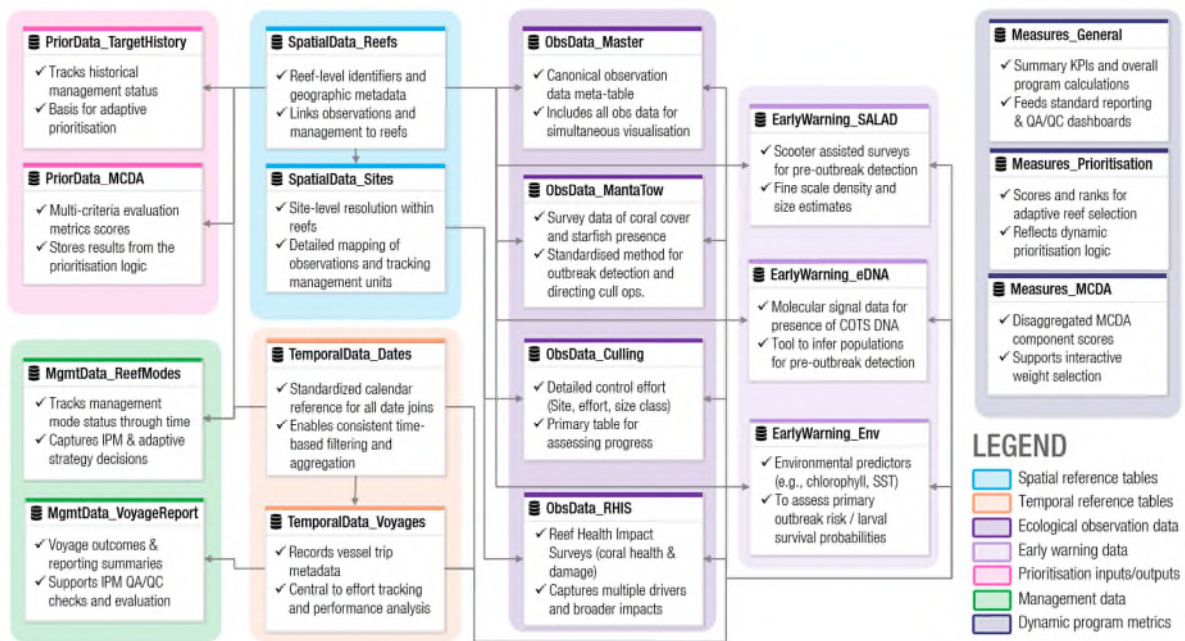 PriorData_TargetHistory
✓ Tracks historical
management status
✓ Basis for adaptive
prioritisation
PriorData_MCDA
✓ Multi-criteria evaluation
metrics scores
✓ Stores results from the
prioritisation logic
MgmtData_ReefModes
✓ Tracks management
mode status through time
✓ Captures IPM & adaptive
strategy decisions
MgmtData_VoyageReport
✓ Voyage outcomes &
reporting summaries
✓ Supports IPM QA/QC
checks and evaluation
SpatialData_Reefs
✓ Reef-level identifiers and
geographic metadata
✓ Links observations and
management to reefs
SpatialData_Sites
✓ Site-level resolution within
reefs
✓ Detailed mapping of
observations and tracking
management units
TemporalData_Dates
✓ Standardized calendar
reference for all date joins
✓ Enables consistent time-
based filtering and
aggregation
TemporalData_Voyages
✓ Records vessel trip
metadata
✓ Central to effort tracking
and performance analysis
ObsData_Master
✓ Canonical observation
data meta-table
✓ Includes all obs data for
simultaneous visualisation
ObsData_MantaTow
✓ Survey data of coral cover
and starfish presence
✓ Standardised method for
outbreak detection and
directing cull ops.
ObsData_Culling
✓ Detailed control effort
(Site, effort, size class)
✓ Primary table for
assessing progress
ObsData_RHIS
✓ Reef Health Impact
Surveys (coral health &
damage)
✓ Captures multiple drivers
and broader impacts
EarlyWarning_SALAD
✓ Scooter assisted surveys
for pre-outbreak detection
✓ Fine scale density and
size estimates
EarlyWarning_eDNA
✓ Molecular signal data for
presence of COTS DNA
✓ Tool to infer populations
for pre-outbreak detection
EarlyWarning_Env
✓ Environmental predictors
(e.g., chlorophyll, SST)
✓ To assess primary
outbreak risk / larval
survival probabilities
Measures_General
✓ Summary KPIs and overall
program calculations
✓ Feeds standard reporting
& QA/QC dashboards
Measures_Prioritisation
✓ Scores and ranks for
adaptive reef selection
✓ Reflects dynamic
prioritisation logic
Measures_MCDA
✓ Disaggregated MCDA
component scores
✓ Supports interactive
weight selection
LEGEND
Spatial reference tables
Temporal reference tables
Ecological observation data
Early warning data
Prioritisation inputs/outputs
Management data
Dynamic program metrics